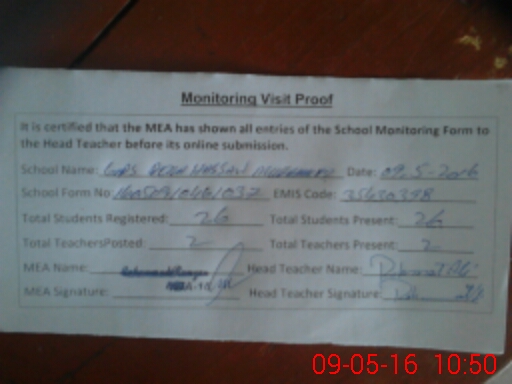 Monitoring Visit Proof
It is certified that the MEA has shown all entries of the School Monitoring Form to
the Head Teacher before its online submission.
School Name: GPS Date: 09-5-2016
School Form No: EMIS Code: 35430398
Total Students Registered: 26 Total Students Present: 26
Total TeachersPosted: 2 Total Teachers Present: 2
MEA Name: Head Teacher Name:
MEA Signature: Head Teacher Signature:
09-05-16 10:50